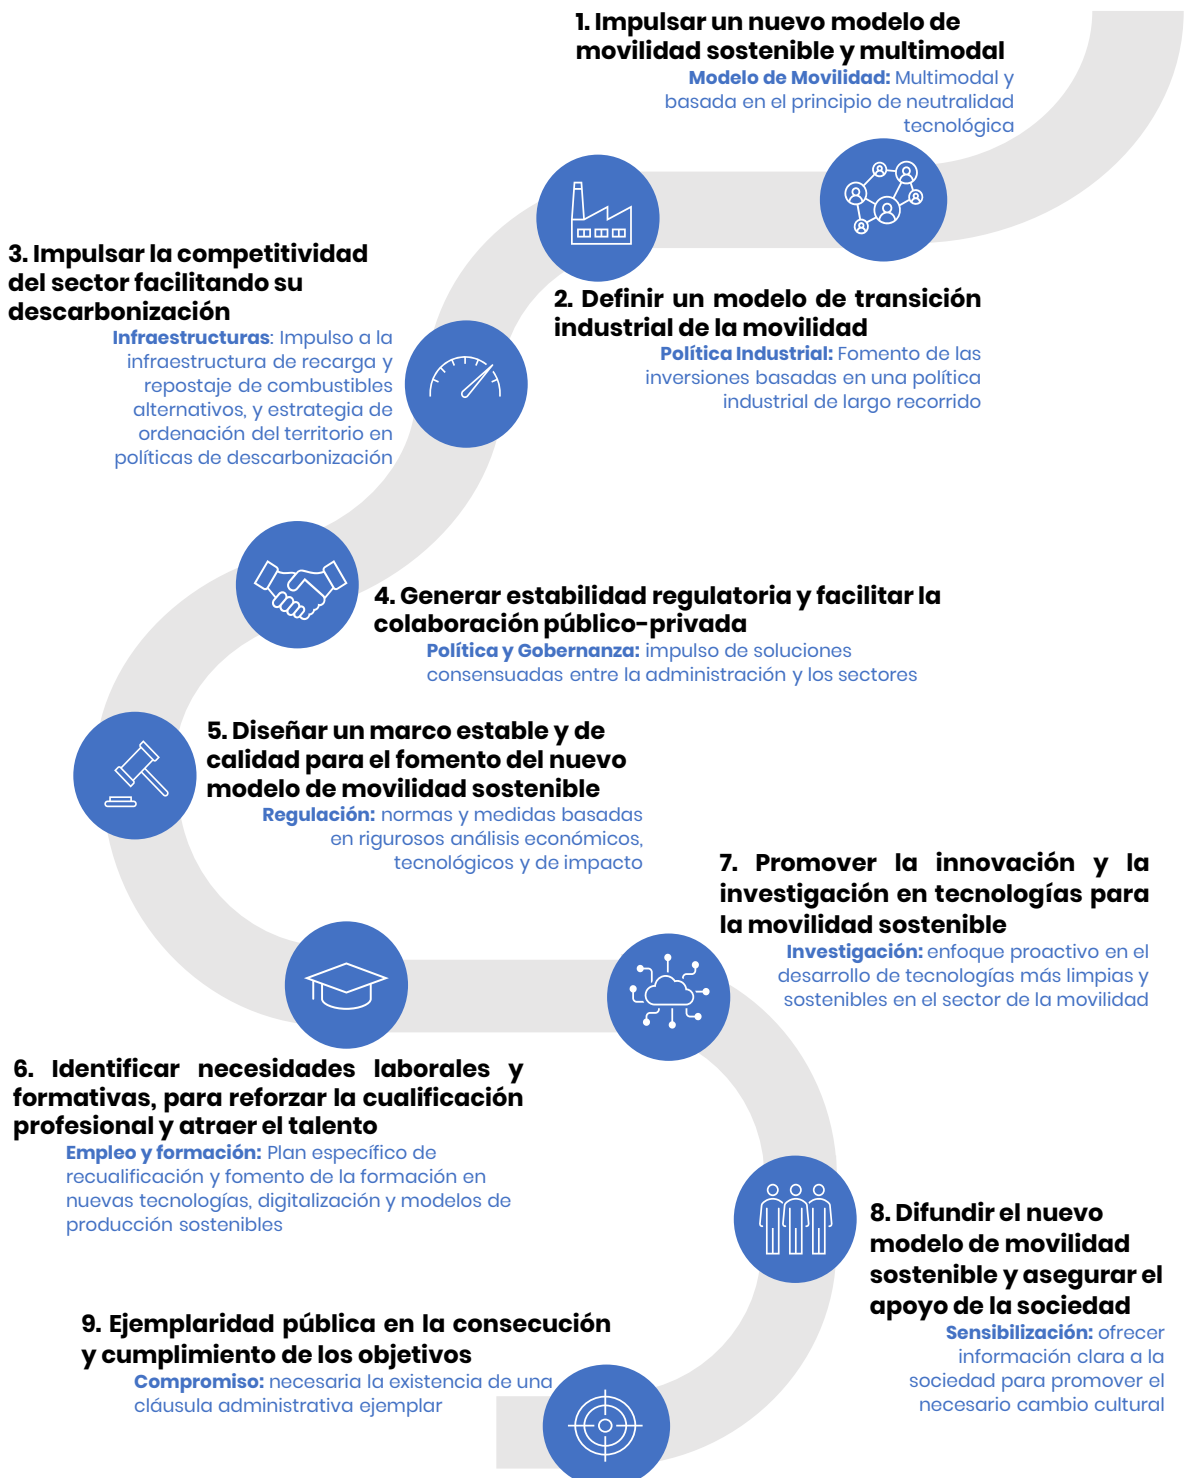 1. Impulsar un nuevo modelo de
movilidad sostenible y multimodal
Modelo de Movilidad: Multimodal y
basada en el principio de neutralidad
tecnológica
2. Definir un modelo de transición
industrial de la movilidad
Política Industrial: Fomento de las
inversiones basadas en una política
industrial de largo recorrido
3. Impulsar la competitividad
del sector facilitando su
descarbonización
Infraestructuras: Impulso a la
infraestructura de recarga y
repostaje de combustibles
alternativos, y estrategia de
ordenación del territorio en
políticas de descarbonización
4. Generar estabilidad regulatoria y facilitar la
colaboración público-privada
Política y Gobernanza: impulso de soluciones
consensuadas entre la administración y los sectores
5. Diseñar un marco estable y de
calidad para el fomento del nuevo
modelo de movilidad sostenible
Regulación: normas y medidas basadas
en rigurosos análisis económicos,
tecnológicos y de impacto
6. Identificar necesidades laborales y
formativas, para reforzar la cualificación
profesional y atraer el talento
Empleo y formación: Plan específico de
recualificación y fomento de la formación en
nuevas tecnologías, digitalización y modelos de
producción sostenibles
7. Promover la innovación y la
investigación en tecnologías para
la movilidad sostenible
Investigación: enfoque proactivo en el
desarrollo de tecnologías más limpias y
sostenibles en el sector de la movilidad
8. Difundir el nuevo
modelo de movilidad
sostenible y asegurar el
apoyo de la sociedad
Sensibilización: ofrecer
información clara a la
sociedad para promover el
necesario cambio cultural
9. Ejemplaridad pública en la consecución
y cumplimiento de los objetivos
Compromiso: necesaria la existencia de una
cláusula administrativa ejemplar